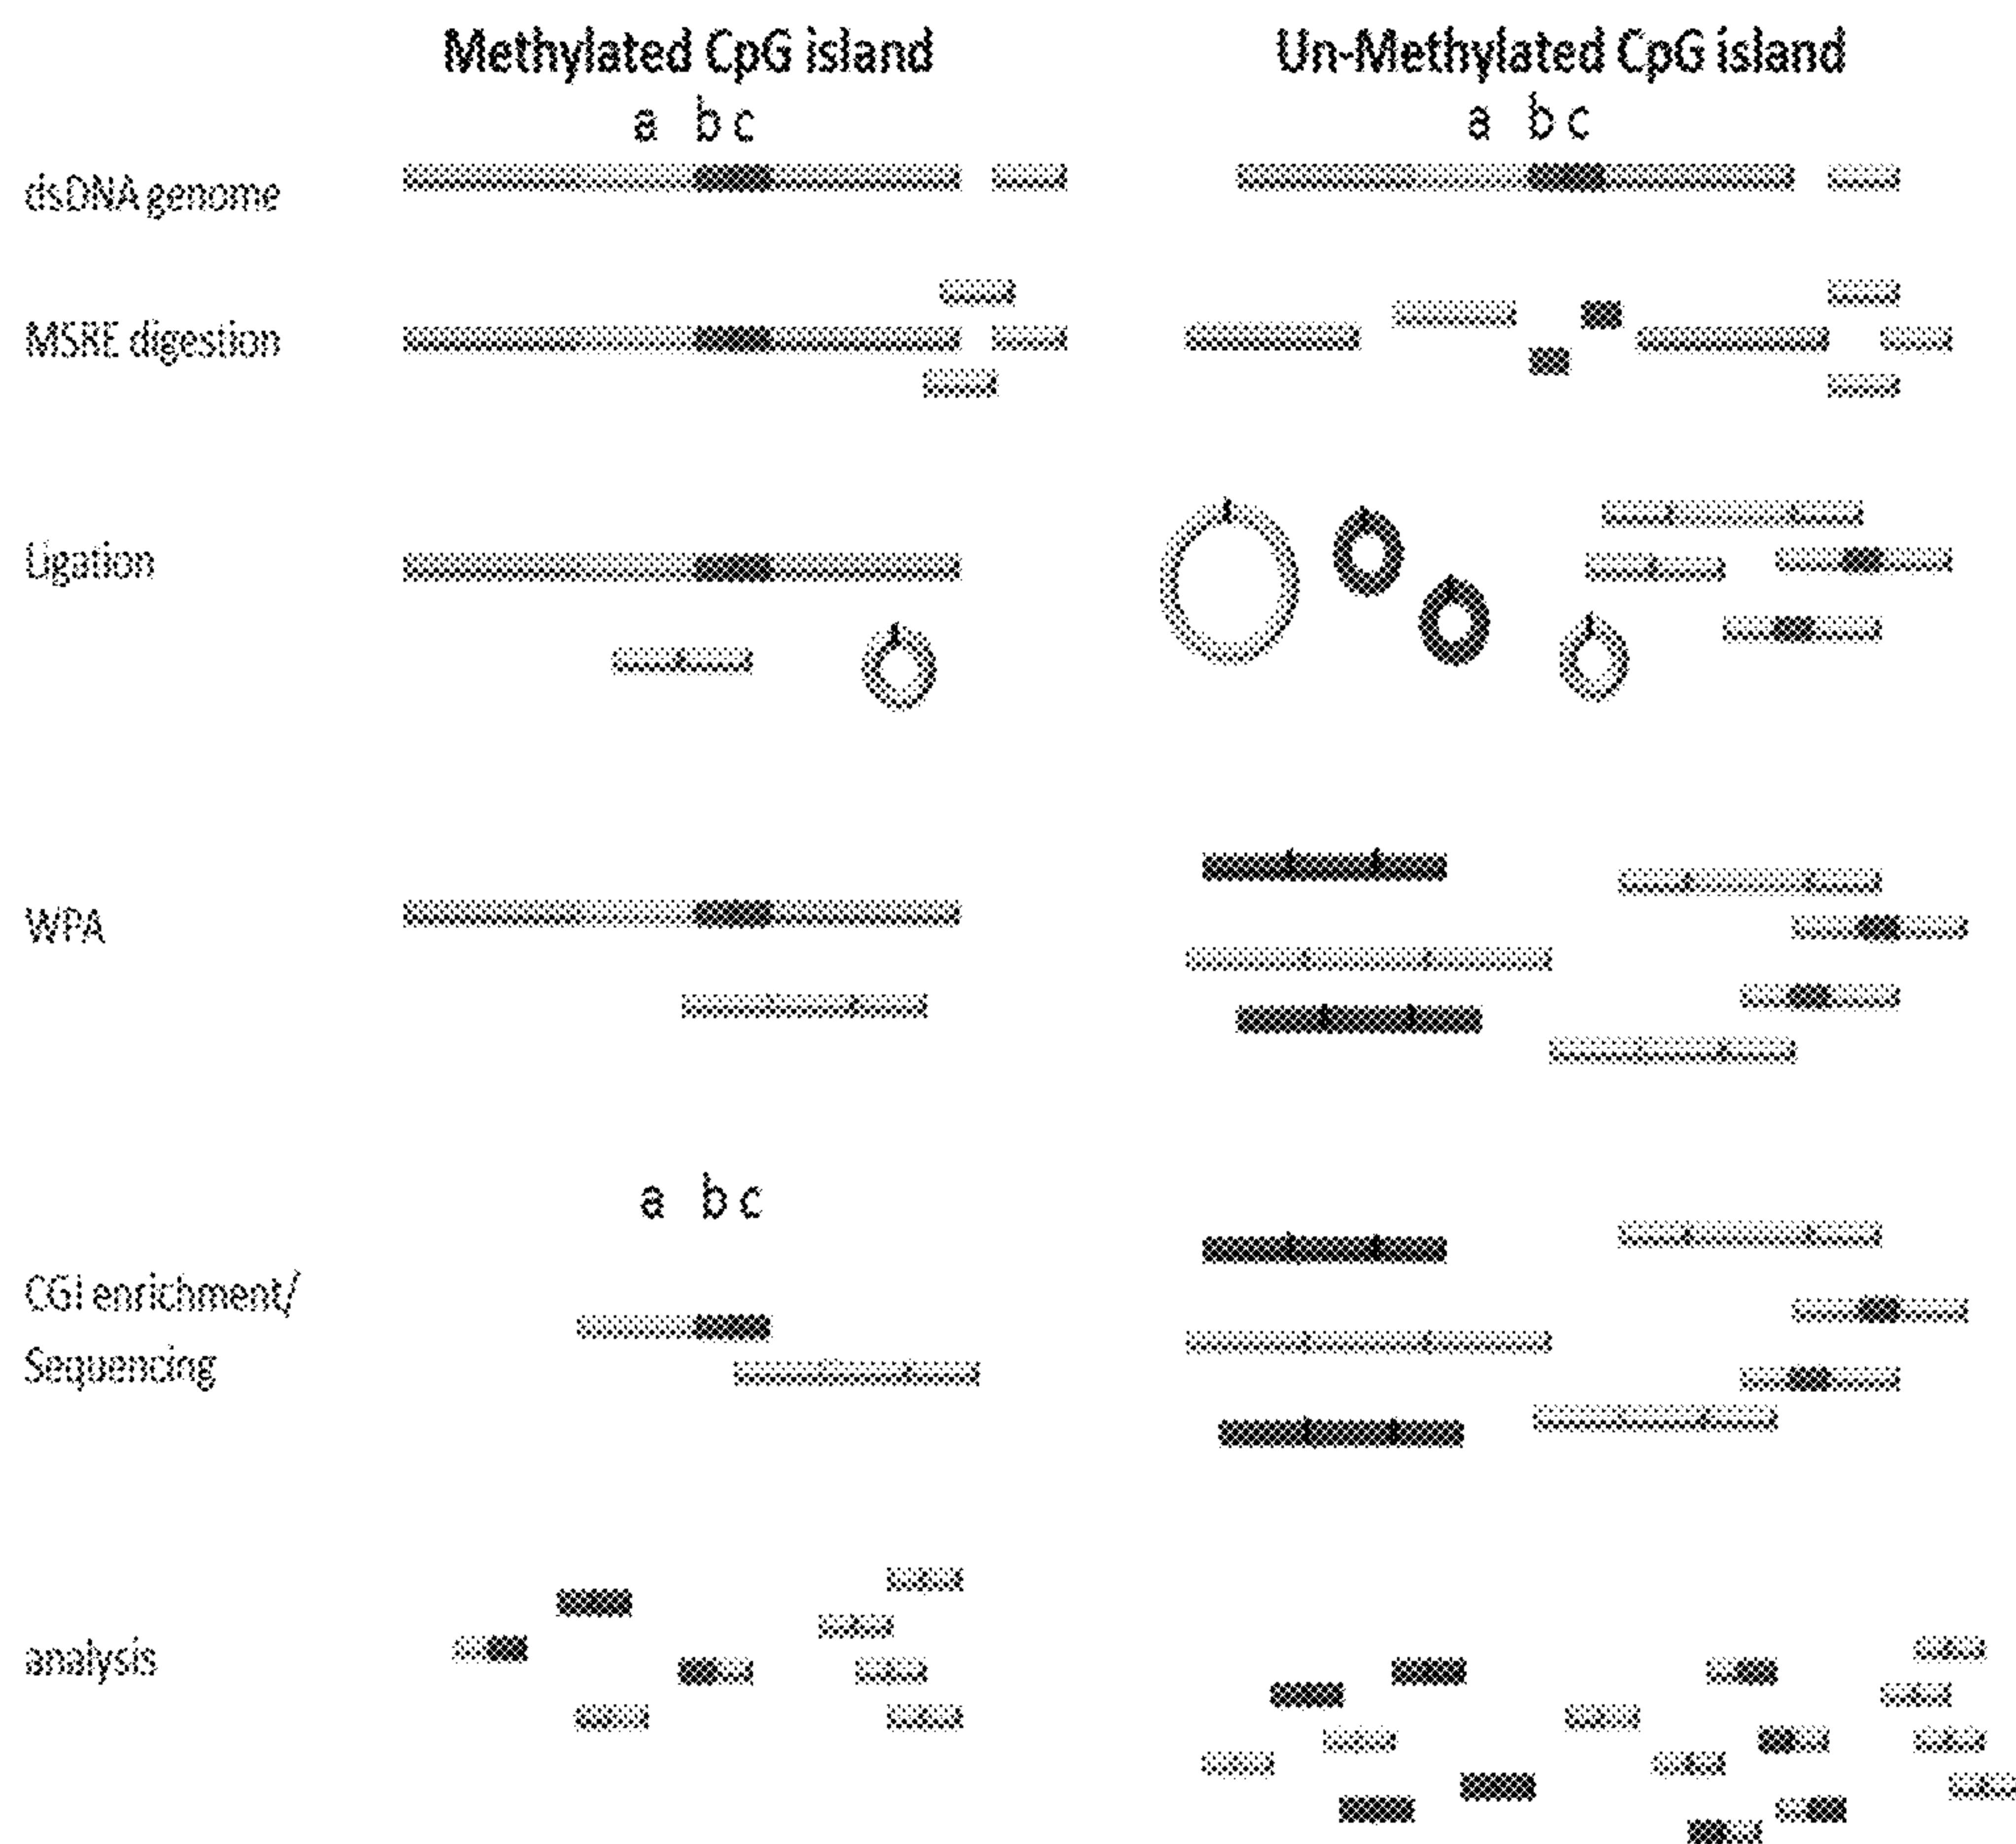 Methylated CpG island
Un-Methylated CpG island
a b c
a b c
dsDNA genome
MSRE digestion
Ligation
WPA
a b c
CGI enrichment/
Sequencing
analysis